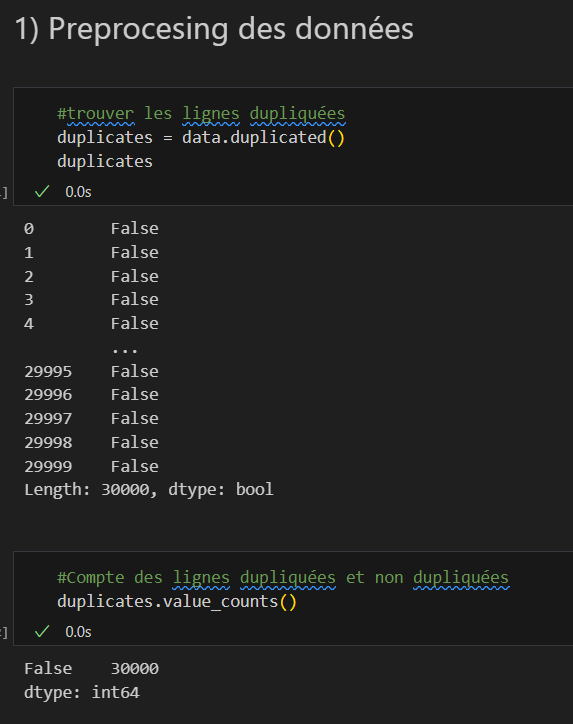 1) Preprocesing des données
#trouver les lignes dupliquées
duplicates = data.duplicated()
duplicates
]
0.0s
0 False
1 False
2 False
3 False
4 False
...
29995 False
29996 False
29997 False
29998 False
29999 False
Length: 30000, dtype: bool
#Compte des lignes dupliquées et non dupliquées
duplicates.value_counts()
]
0.0s
False 30000
dtype: int64